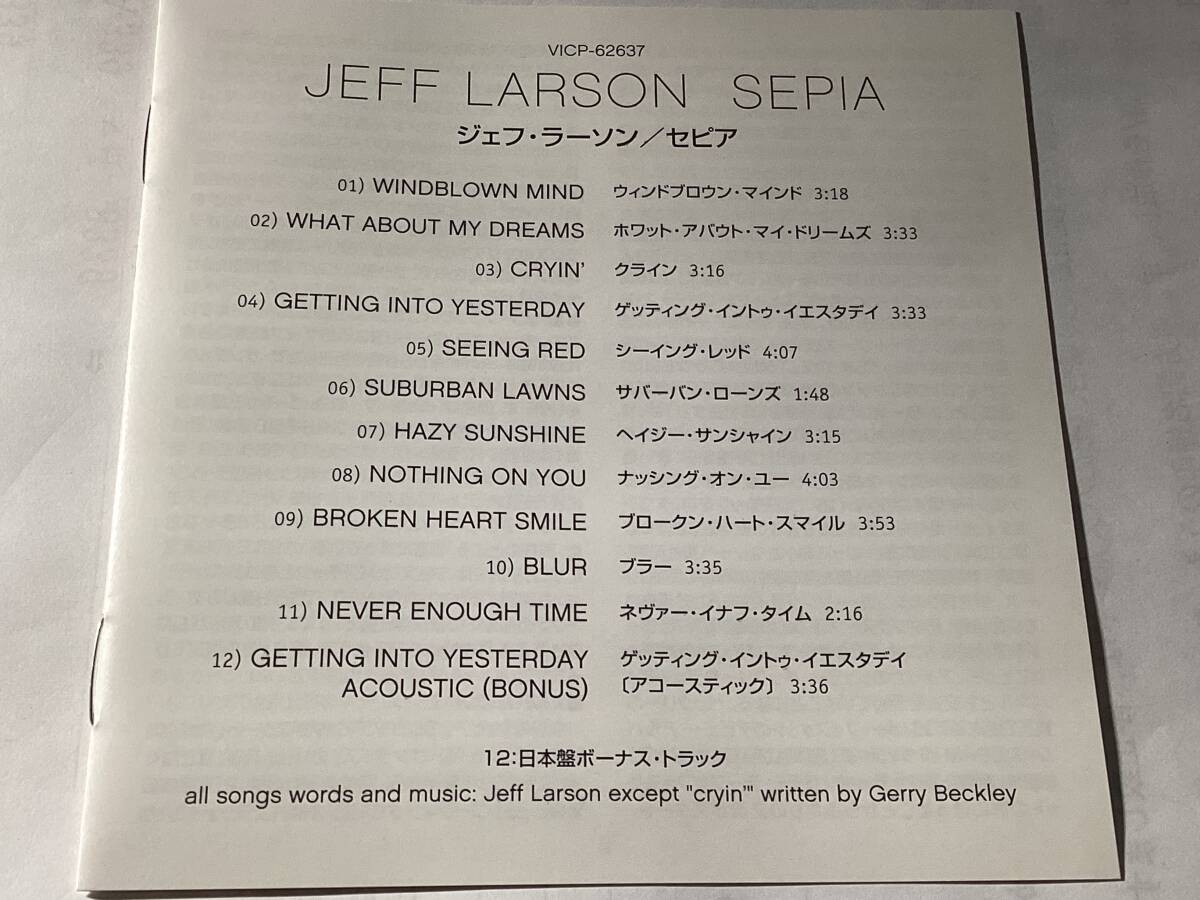 VICP-62637
JEFF LARSON SEPIA
ジェフ・ラーソン／セピア
01) WINDBLOWN MIND ウィンドブロウン・マインド 3:18
02) WHAT ABOUT MY DREAMS ホワット・アバウト・マイ・ドリームズ 3:33
03) CRYIN' クライン 3:16
04) GETTING INTO YESTERDAY ゲッティング・イントゥ・イエスタデイ 3:33
05) SEEING RED シーイング・レッド 4:07
06) SUBURBAN LAWNS サバーバン・ローンズ 1:48
07) HAZY SUNSHINE ヘイジー・サンシャイン 3:15
08) NOTHING ON YOU ナッシング・オン・ユー 4:03
09) BROKEN HEART SMILE ブロークン・ハート・スマイル 3:53
10) BLUR ブラー 3:35
11) NEVER ENOUGH TIME ネヴァー・イナフ・タイム 2:16
12) GETTING INTO YESTERDAY ゲッティング・イントゥ・イエスタデイ
ACOUSTIC (BONUS) 〔アコースティック〕 3:36
12:日本盤ボーナス・トラック
all songs words and music: Jeff Larson except "cryin'" written by Gerry Beckley